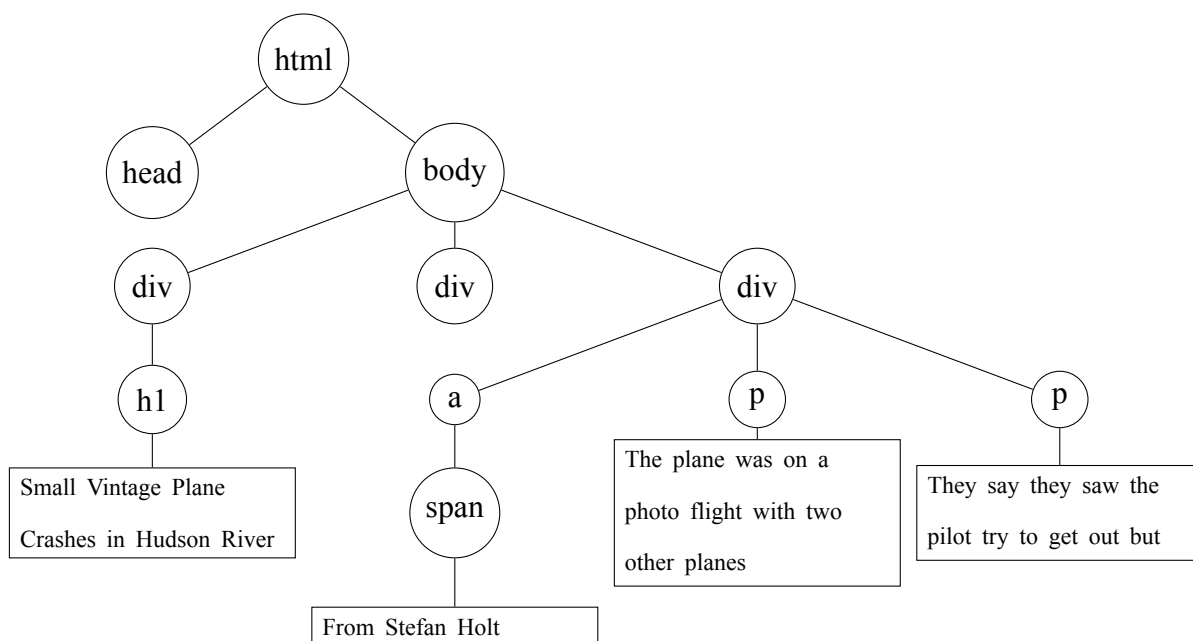 html
head
body
div
div
div
h1
a
p
p
Small Vintage Plane
Crashes in Hudson River
span
The plane was on a
photo flight with two
other planes
They say they saw the
pilot try to get out but
From Stefan Holt